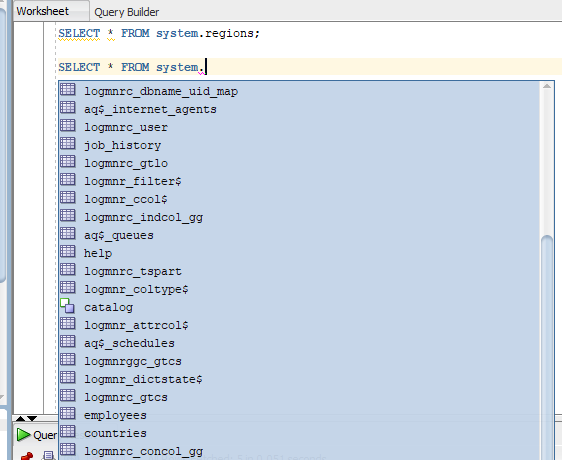 Worksheet Query Builder
SELECT * FROM system.regions;
SELECT * FROM system.
logmnrc_dbname_uid_map
aq$_internet_agents
logmnrc_user
job_history
logmnrc_gtlo
logmnr_filter$
logmnr_ccol$
logmnrc_indcol_gg
aq$_queues
help
logmnrc_tspart
logmnr_coltype$
catalog
logmnr_attrcol$
aq$_schedules
logmnrggc_gtcs
logmnr_dictstate$
logmnrc_gtcs
employees
countries
Quer
logmnrc_concol_gg